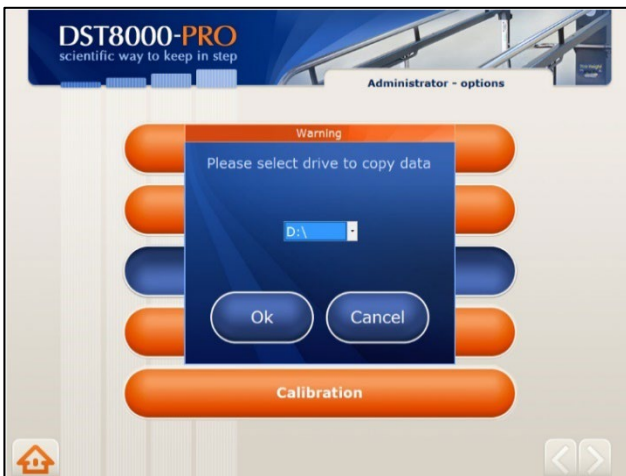 DST8000-PRO
scientific way to keep in step
Administrator - options
Warning
Please select drive to copy data
D:\
Ok
Cancel
Calibration